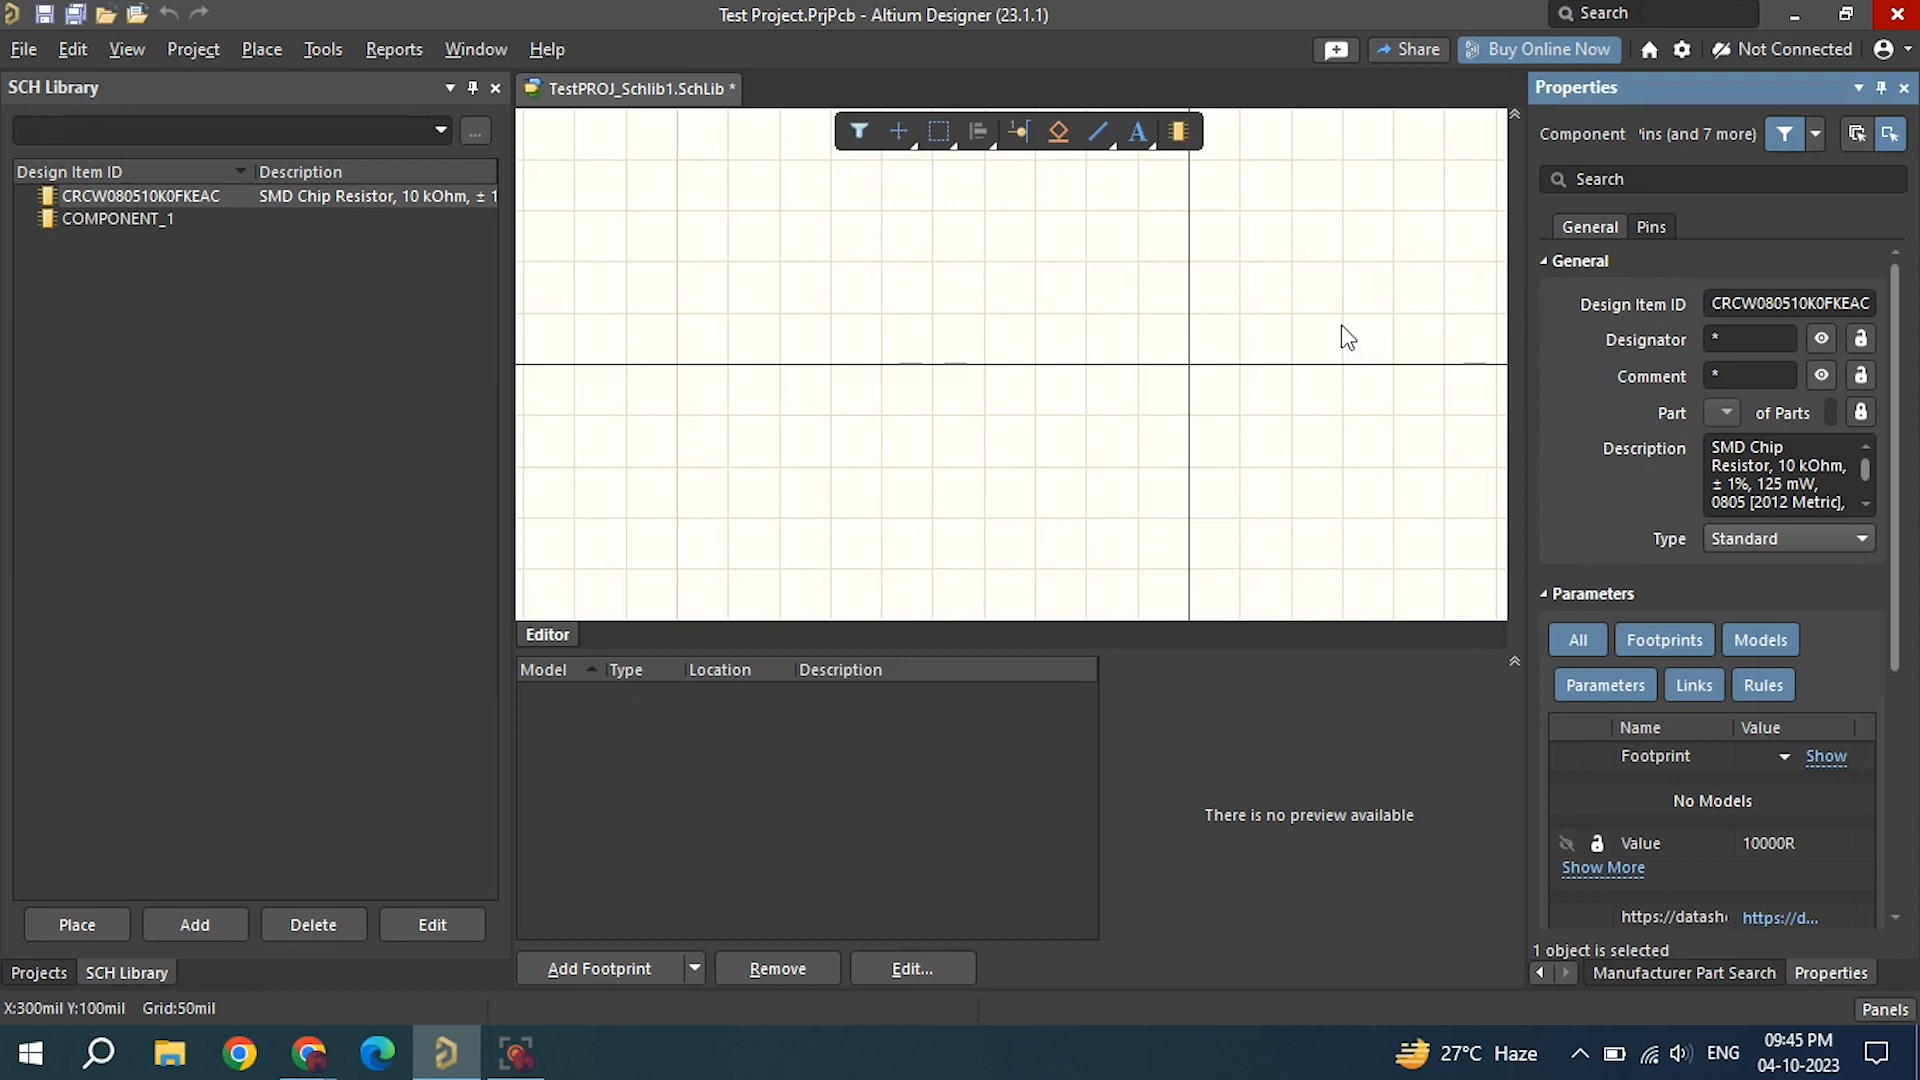 Test Project.PrjPcb - Altium Designer (23.1.1)
Search
File Edit View Project Place Tools Reports Window Help
Share Buy Online Now Not Connected
SCH Library
TestPROJ_Schlib1.SchLib *
Properties
...
Component Pins (and 7 more)
Design Item ID Description
Search
CRCW080510K0FKEAC SMD Chip Resistor, 10 kOhm, ± 1
COMPONENT_1
General Pins
General
Design Item ID CRCW080510K0FKEAC
Designator *
Comment *
Part of Parts
Description SMD Chip
Resistor, 10 kOhm,
± 1%, 125 mW,
0805 [2012 Metric],
Type Standard
Parameters
All Footprints Models
Parameters Links Rules
Name Value
Footprint Show
No Models
Value 10000R
Show More
https://datash https://d...
1 object is selected
Editor
Model Type Location Description
There is no preview available
Place Add Delete Edit
Add Footprint Remove Edit...
Projects SCH Library
Manufacturer Part Search Properties
X:300mil Y:100mil Grid:50mil
Panels
27°C Haze ENG 09:45 PM
04-10-2023